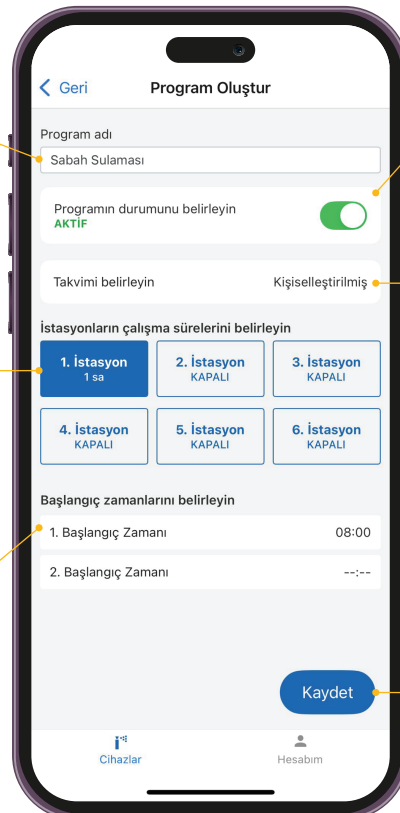 Geri
Program Oluştur
Program adı
Sabah Sulaması
Programın durumunu belirleyin
AKTİF
Takvimi belirleyin
Kişiselleştirilmiş
İstasyonların çalışma sürelerini belirleyin
1. İstasyon
1 sa
2. İstasyon
KAPALI
3. İstasyon
KAPALI
4. İstasyon
KAPALI
5. İstasyon
KAPALI
6. İstasyon
KAPALI
Başlangıç zamanlarını belirleyin
1. Başlangıç Zamanı
08:00
2. Başlangıç Zamanı
--:--
Kaydet
Cihazlar
Hesabım